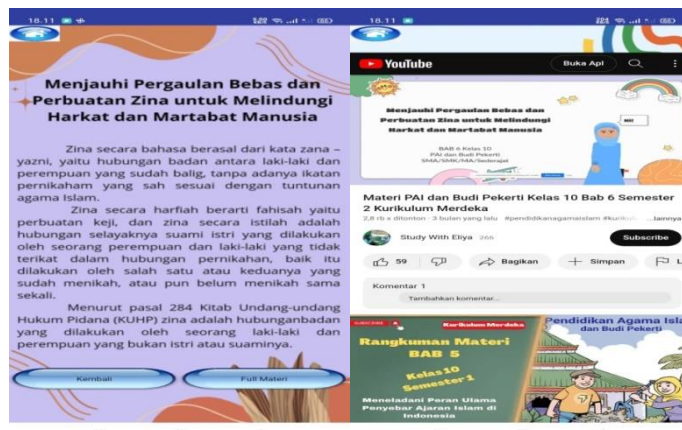 18.11
Menjauhi Pergaulan Bebas dan
Perbuatan Zina untuk Melindungi
Harkat dan Martabat Manusia
Zina secara bahasa berasal dari kata zana –
yazni, yaitu hubungan badan antara laki-laki dan
perempuan yang sudah balig, tanpa adanya ikatan
pernikaham yang sah sesuai dengan tuntunan
agama Islam.
Zina secara harfiah berarti fahisah yaitu
perbuatan keji, dan zina secara istilah adalah
hubungan selayaknya suami istri yang dilakukan
oleh seorang perempuan dan laki-laki yang tidak
terikat dalam hubungan pernikahan, baik itu
dilakukan oleh salah satu atau keduanya yang
sudah menikah, atau pun belum menikah sama
sekali.
Menurut pasal 284 Kitab Undang-undang
Hukum Pidana (KUHP) zina adalah hubunganbadan
yang dilakukan oleh seorang laki-laki dan
perempuan yang bukan istri atau suaminya.
Kembali
Full Materi
18.11
YouTube
Buka Apl
Menjauhi Pergaulan Bebas dan
Perbuatan Zina untuk Melindungi
Harkat dan Martabat Manusia
BAB 6 Kelas 10
PAI dan Budi Pekerti
SMA/SMK/MA/Sederajat
Materi PAI dan Budi Pekerti Kelas 10 Bab 6 Semester
2 Kurikulum Merdeka
2,8 rb x ditonton · 3 bulan yang lalu #pendidikanagamaislam #kurikul... ...lainnya
Study With Eliya 266
Subscribe
59
Bagikan
Simpan
L
Komentar 1
Tambahkan komentar...
SUBSCRIBE
Kurikulum Merdeka
Rangkuman Materi
BAB 5
Kelas 10
Semester 1
Meneladani Peran Ulama
Penyebar Ajaran Islam di
Indonesia
Pendidikan Agama Isla
dan Budi Pekerti